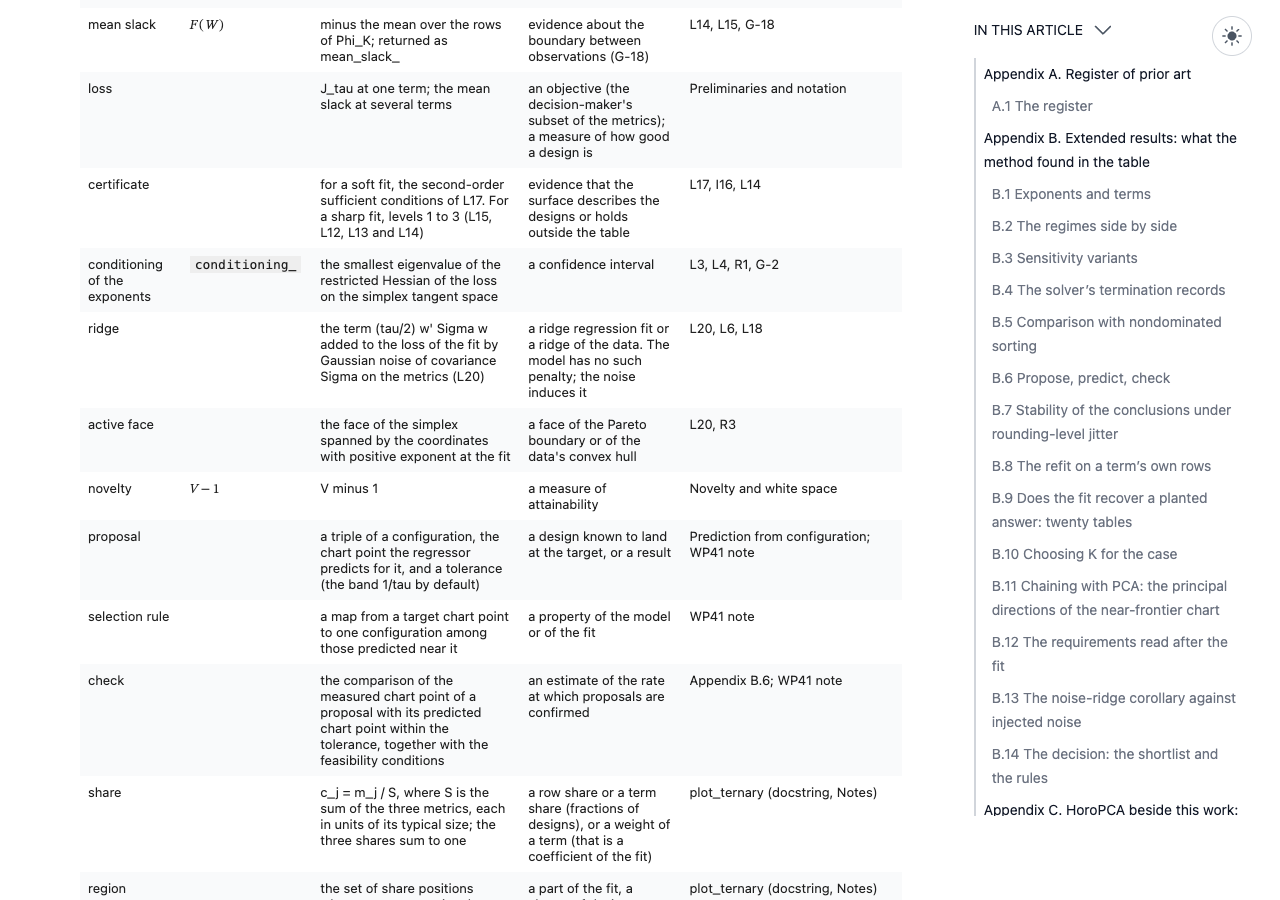 mean slack F(W) minus the mean over the rows evidence about the L14, L15, G-18
of Phi_K; returned as boundary between
mean_slack_ observations (G-18)
loss J_tau at one term; the mean an objective (the Preliminaries and notation
slack at several terms decision-maker's
subset of the metrics);
a measure of how good
a design is
certificate for a soft fit, the second-order evidence that the L17, I16, L14
sufficient conditions of L17. For surface describes the
a sharp fit, levels 1 to 3 (L15, designs or holds
L12, L13 and L14) outside the table
conditioning conditioning_ the smallest eigenvalue of the a confidence interval L3, L4, R1, G-2
of the restricted Hessian of the loss
exponents on the simplex tangent space
ridge the term (tau/2) w' Sigma w a ridge regression fit or L20, L6, L18
added to the loss of the fit by a ridge of the data. The
Gaussian noise of covariance model has no such
Sigma on the metrics (L20) penalty; the noise
induces it
active face the face of the simplex a face of the Pareto L20, R3
spanned by the coordinates boundary or of the
with positive exponent at the fit data's convex hull
novelty V − 1 V minus 1 a measure of Novelty and white space
attainability
proposal a triple of a configuration, the a design known to land Prediction from configuration;
chart point the regressor at the target, or a result WP41 note
predicts for it, and a tolerance
(the band 1/tau by default)
selection rule a map from a target chart point a property of the model WP41 note
to one configuration among or of the fit
those predicted near it
check the comparison of the an estimate of the rate Appendix B.6; WP41 note
measured chart point of a at which proposals are
proposal with its predicted confirmed
chart point within the
tolerance, together with the
feasibility conditions
share c_j = m_j / S, where S is the a row share or a term plot_ternary (docstring, Notes)
sum of the three metrics, each share (fractions of
in units of its typical size; the designs), or a weight of
three shares sum to one a term (that is a
coefficient of the fit)
region the set of share positions a part of the fit, a plot_ternary (docstring, Notes)
IN THIS ARTICLE
Appendix A. Register of prior art
A.1 The register
Appendix B. Extended results: what the
method found in the table
B.1 Exponents and terms
B.2 The regimes side by side
B.3 Sensitivity variants
B.4 The solver’s termination records
B.5 Comparison with nondominated
sorting
B.6 Propose, predict, check
B.7 Stability of the conclusions under
rounding-level jitter
B.8 The refit on a term’s own rows
B.9 Does the fit recover a planted
answer: twenty tables
B.10 Choosing K for the case
B.11 Chaining with PCA: the principal
directions of the near-frontier chart
B.12 The requirements read after the
fit
B.13 The noise-ridge corollary against
injected noise
B.14 The decision: the shortlist and
the rules
Appendix C. HoroPCA beside this work: